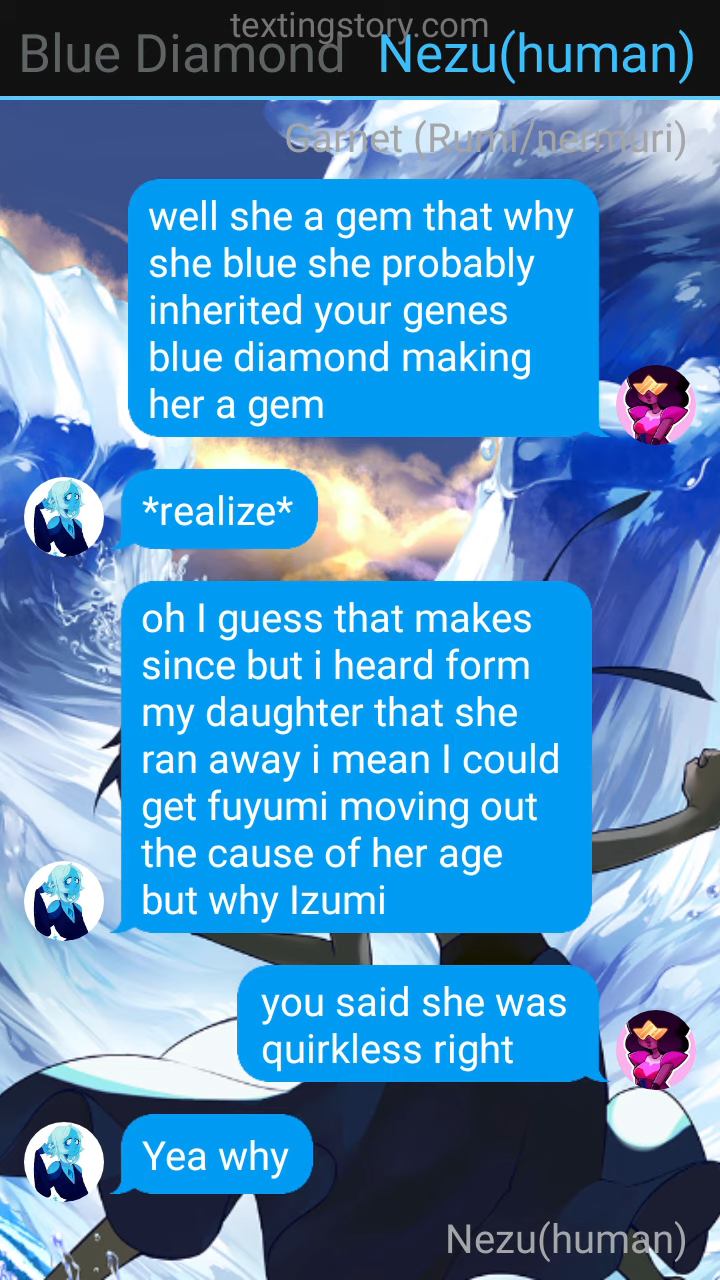 textingstory.com
Blue Diamond Nezu(human)
Garnet (Rumi/nermuri)
well she a gem that why
she blue she probably
inherited your genes
blue diamond making
her a gem
*realize*
oh I guess that makes
since but i heard form
my daughter that she
ran away i mean I could
get fuyumi moving out
the cause of her age
but why Izumi
you said she was
quirkless right
Yea why
Nezu(human)